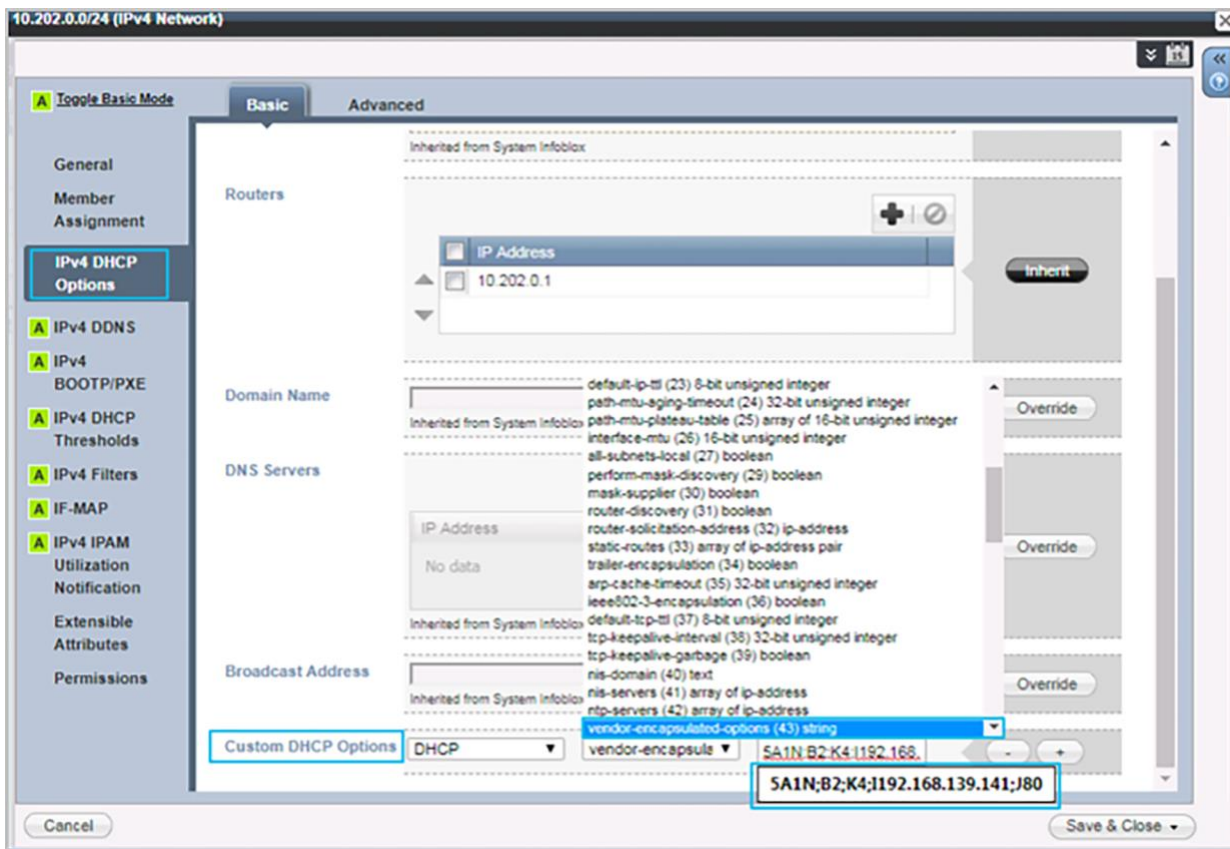 10.202.0.0/24 (IPv4 Network)
Toggle Basic Mode
Basic
Advanced
General
Member
Assignment
IPv4 DHCP
Options
A IPv4 DDNS
A IPv4
BOOTP/PXE
A IPv4 DHCP
Thresholds
A IPv4 Filters
A IF-MAP
A IPv4 IPAM
Utilization
Notification
Extensible
Attributes
Permissions
Inherited from System Infoblox
Routers
IP Address
10.202.0.1
Inherit
Domain Name
Inherited from System Infoblox
Override
DNS Servers
IP Address
No data
Inherited from System Infoblox
Override
Broadcast Address
Inherited from System Infoblox
Override
default-ip-ttl (23) 8-bit unsigned integer
path-mtu-aging-timeout (24) 32-bit unsigned integer
path-mtu-plateau-table (25) array of 16-bit unsigned integer
interface-mtu (26) 16-bit unsigned integer
all-subnets-local (27) boolean
perform-mask-discovery (29) boolean
mask-supplier (30) boolean
router-discovery (31) boolean
router-solicitation-address (32) ip-address
static-routes (33) array of ip-address pair
trailer-encapsulation (34) boolean
arp-cache-timeout (35) 32-bit unsigned integer
ieee802-3-encapsulation (36) boolean
default-tcp-ttl (37) 8-bit unsigned integer
tcp-keepalive-interval (38) 32-bit unsigned integer
tcp-keepalive-garbage (39) boolean
nis-domain (40) text
nis-servers (41) array of ip-address
ntp-servers (42) array of ip-address
vendor-encapsulated-options (43) string
Custom DHCP Options
DHCP
vendor-encapsula
5A1N;B2;K4;I192.168.
- +
5A1N;B2;K4;I192.168.139.141;J80
Cancel
Save & Close